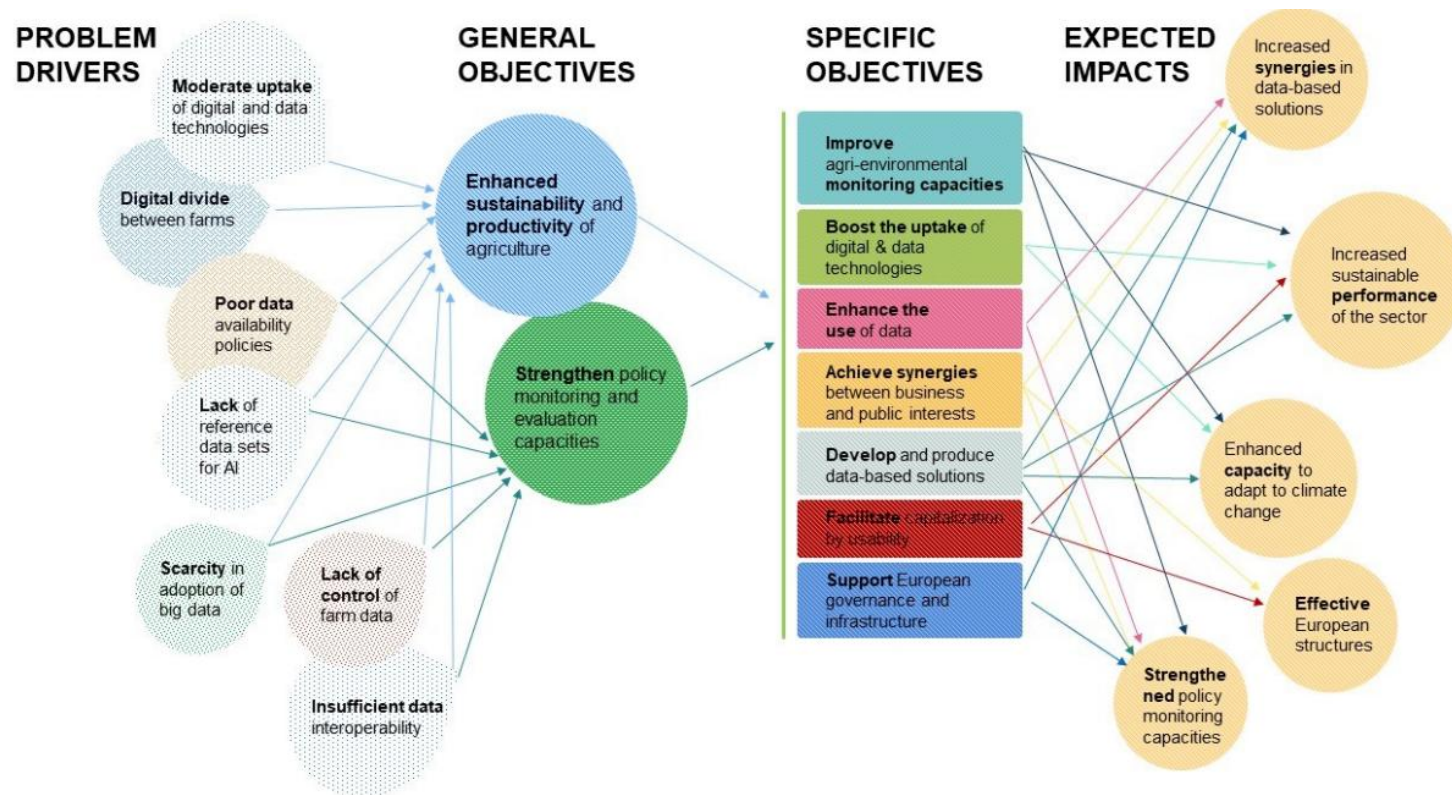 PROBLEM
DRIVERS
Moderate uptake
of digital and data
technologies
Digital divide
between farms
Poor data
availability
policies
Lack of
reference
data sets
for AI
Scarcity in
adoption of
big data
Lack of
control of
farm data
Insufficient data
interoperability
GENERAL
OBJECTIVES
Enhanced
sustainability and
productivity of
agriculture
Strengthen policy
monitoring and
evaluation
capacities
SPECIFIC
OBJECTIVES
Improve
agri-environmental
monitoring capacities
Boost the uptake of
digital & data
technologies
Enhance the
use of data
Achieve synergies
between business
and public interests
Develop and produce
data-based solutions
Facilitate capitalization
by usability
Support European
governance and
infrastructure
EXPECTED
IMPACTS
Increased
synergies in
data-based
solutions
Increased
sustainable
performance
of the sector
Enhanced
capacity to
adapt to climate
change
Effective
European
structures
Strengthe
ned policy
monitoring
capacities